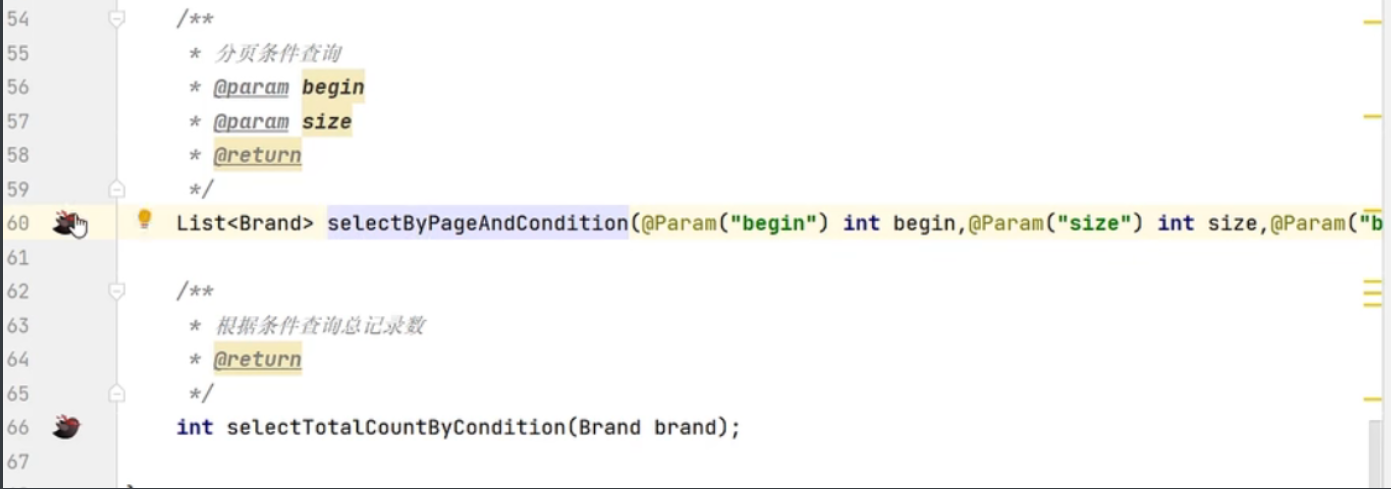 54 /**
55 * 分页条件查询
56 * @param begin
57 * @param size
58 * @return
59 */
60 List<Brand> selectByPageAndCondition(@Param("begin") int begin,@Param("size") int size,@Param("b
61
62 /**
63 * 根据条件查询总记录数
64 * @return
65 */
66 int selectTotalCountByCondition(Brand brand);
67